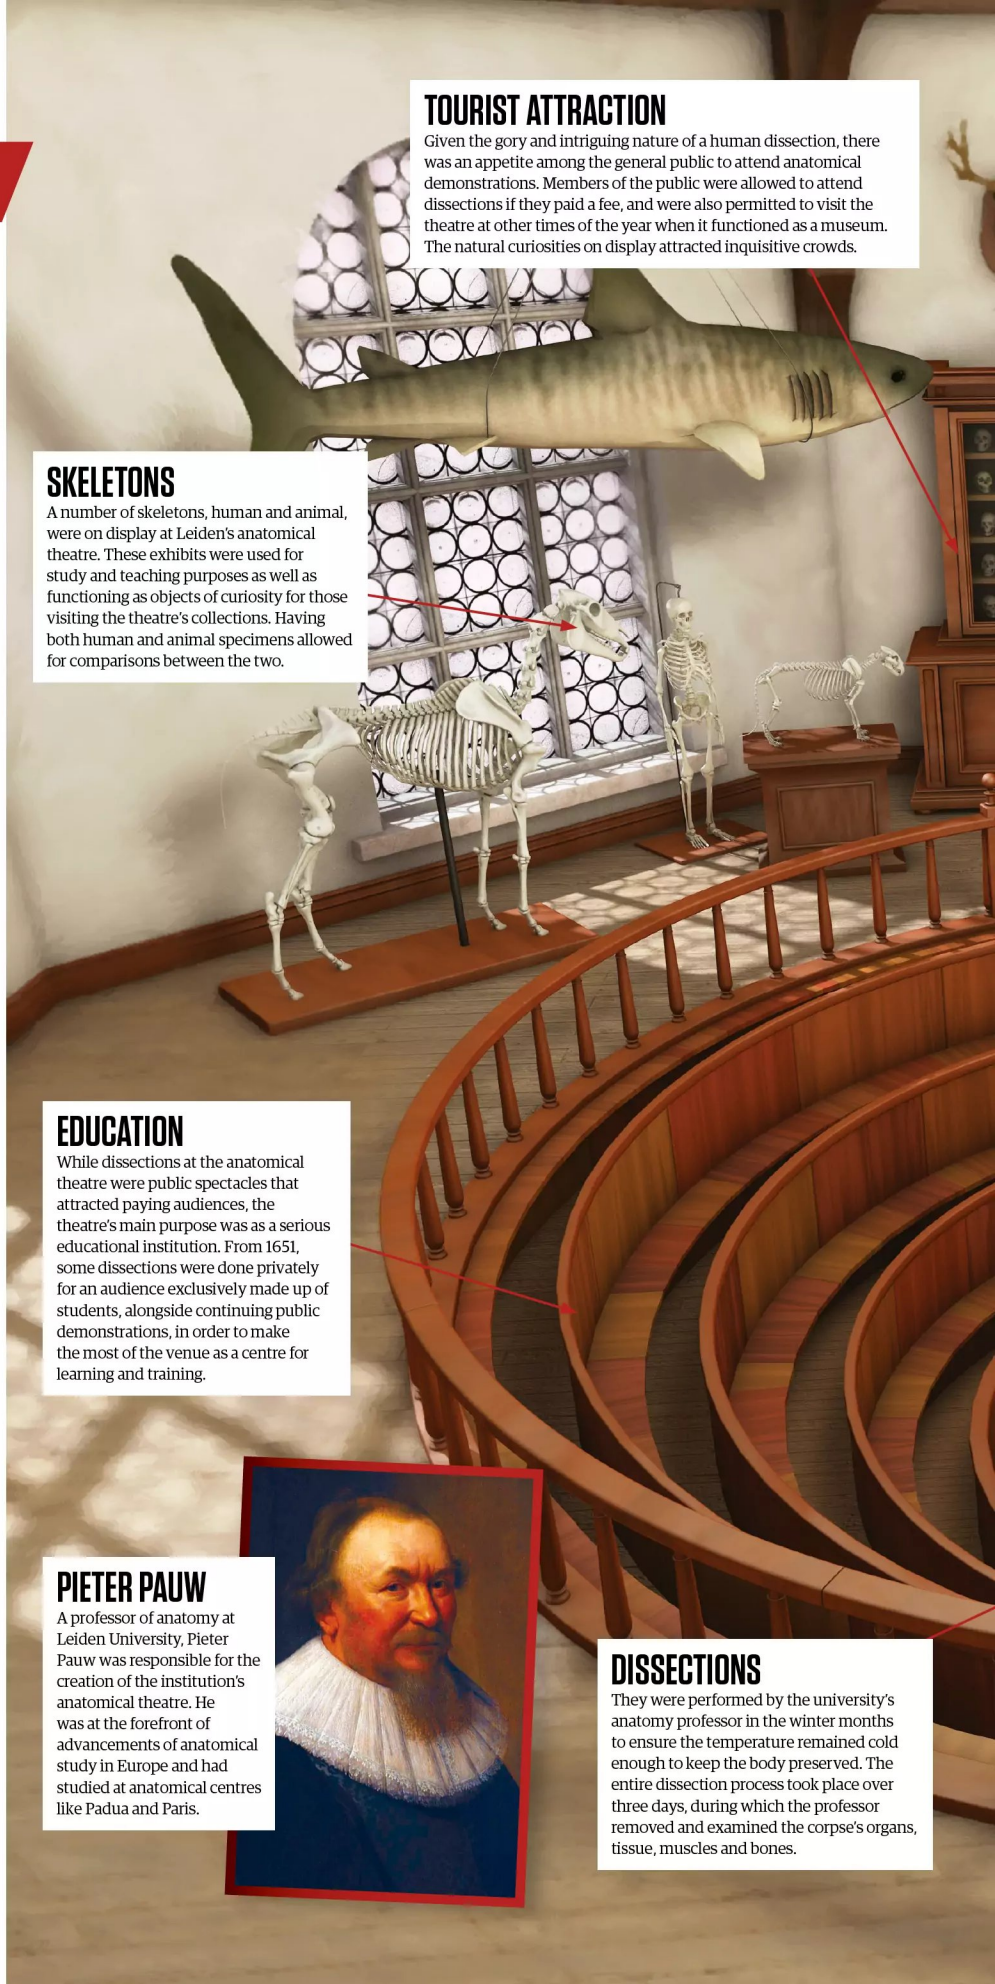 TOURIST ATTRACTION
Given the gory and intriguing nature of a human dissection, there
was an appetite among the general public to attend anatomical
demonstrations. Members of the public were allowed to attend
dissections if they paid a fee, and were also permitted to visit the
theatre at other times of the year when it functioned as a museum.
The natural curiosities on display attracted inquisitive crowds.
SKELETONS
A number of skeletons, human and animal,
were on display at Leiden's anatomical
theatre. These exhibits were used for
study and teaching purposes as well as
functioning as objects of curiosity for those
visiting the theatre's collections. Having
both human and animal specimens allowed
for comparisons between the two.
EDUCATION
While dissections at the anatomical
theatre were public spectacles that
attracted paying audiences, the
theatre's main purpose was as a serious
educational institution. From 1651,
some dissections were done privately
for an audience exclusively made up of
students, alongside continuing public
demonstrations, in order to make
the most of the venue as a centre for
learning and training.
PIETER PAUW
A professor of anatomy at
Leiden University, Pieter
Pauw was responsible for the
creation of the institution's
anatomical theatre. He
was at the forefront of
advancements of anatomical
study in Europe and had
studied at anatomical centres
like Padua and Paris.
DISSECTIONS
They were performed by the university's
anatomy professor in the winter months
to ensure the temperature remained cold
enough to keep the body preserved. The
entire dissection process took place over
three days, during which the professor
removed and examined the corpse's organs,
tissue, muscles and bones.